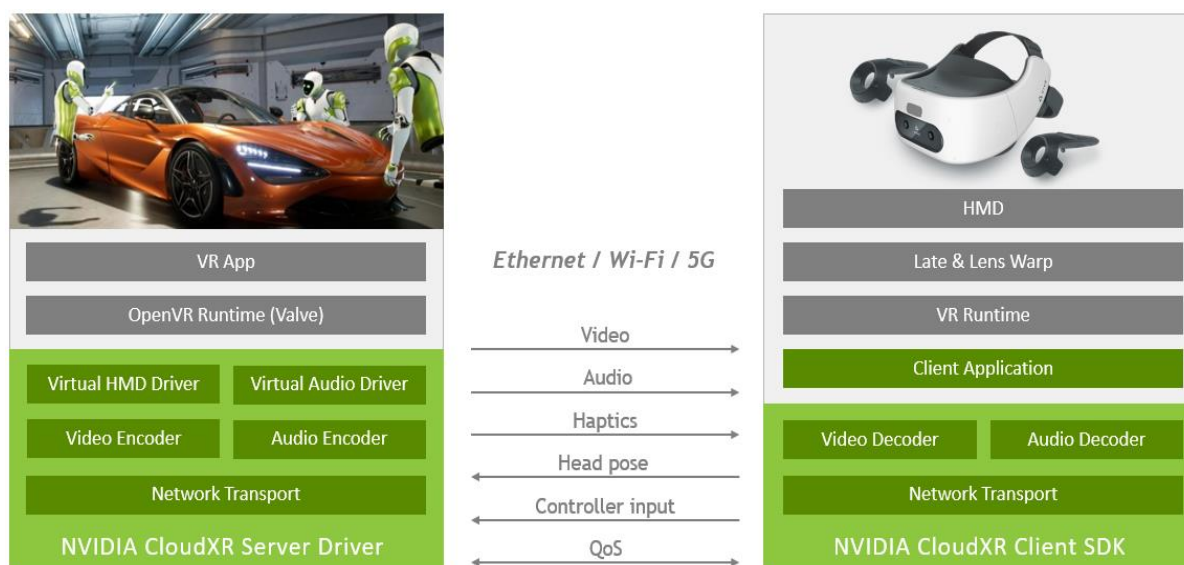 VR App
OpenVR Runtime (Valve)
Virtual HMD Driver
Virtual Audio Driver
Video Encoder
Audio Encoder
Network Transport
NVIDIA CloudXR Server Driver
Ethernet / Wi-Fi / 5G
Video
Audio
Haptics
Head pose
Controller input
QoS
HMD
Late & Lens Warp
VR Runtime
Client Application
Video Decoder
Audio Decoder
Network Transport
NVIDIA CloudXR Client SDK